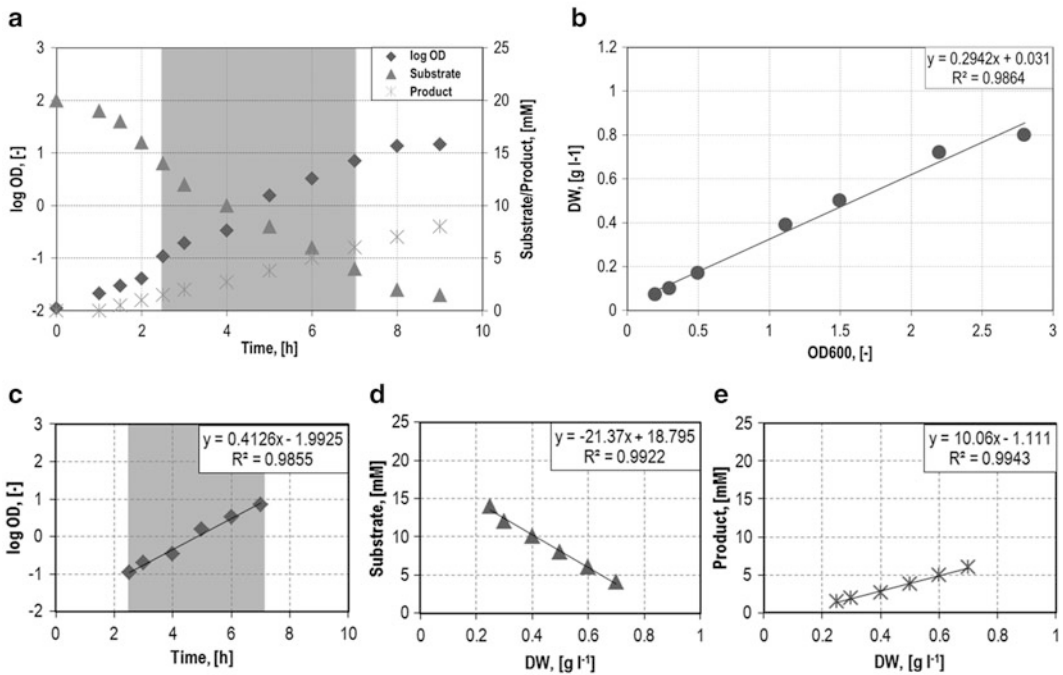 a
3
2
1
0
-1
-2
log OD, [-]
25
20
15
10
5
0
Substrate/Product, [mM]
0
2
4
6
8
10
Time, [h]
log OD
Substrate
Product
b
1.2
1
0.8
0.6
0.4
0.2
0
DW, [g l-1]
y = 0.2942x + 0.031
R² = 0.9864
0
0.5
1
1.5
2
2.5
3
OD600, [-]
c
3
2
1
0
-1
-2
log OD, [-]
y = 0.4126x - 1.9925
R² = 0.9855
0
2
4
6
8
10
Time, [h]
d
25
20
15
10
5
0
Substrate, [mM]
y = -21.37x + 18.795
R² = 0.9922
0
0.2
0.4
0.6
0.8
1
DW, [g l-1]
e
25
20
15
10
5
0
Product, [mM]
y = 10.06x - 1.111
R² = 0.9943
0
0.2
0.4
0.6
0.8
1
DW, [g l-1]